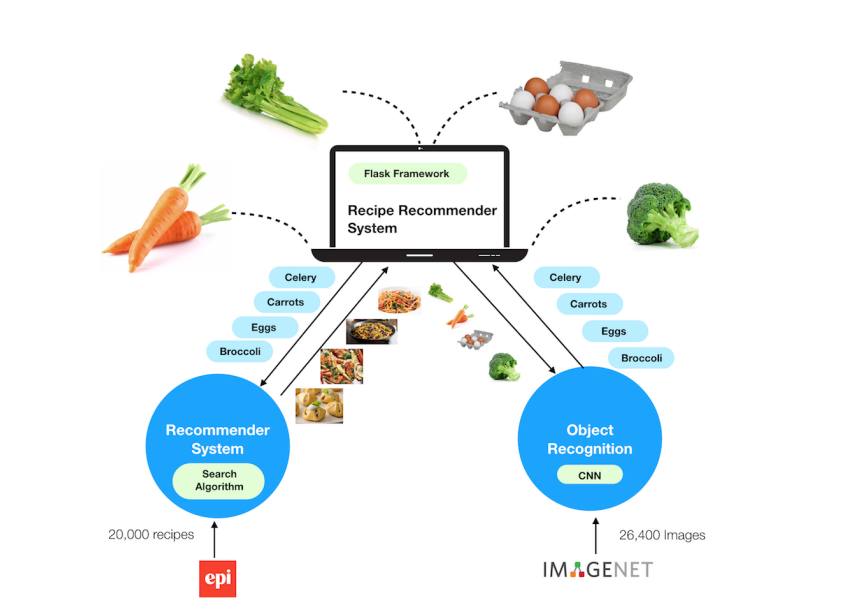 Flask Framework
Recipe Recommender
System
Celery
Carrots
Eggs
Broccoli
Celery
Carrots
Eggs
Broccoli
Recommender
System
Search
Algorithm
Object
Recognition
CNN
20,000 recipes
26,400 Images
epi
IMAGENET